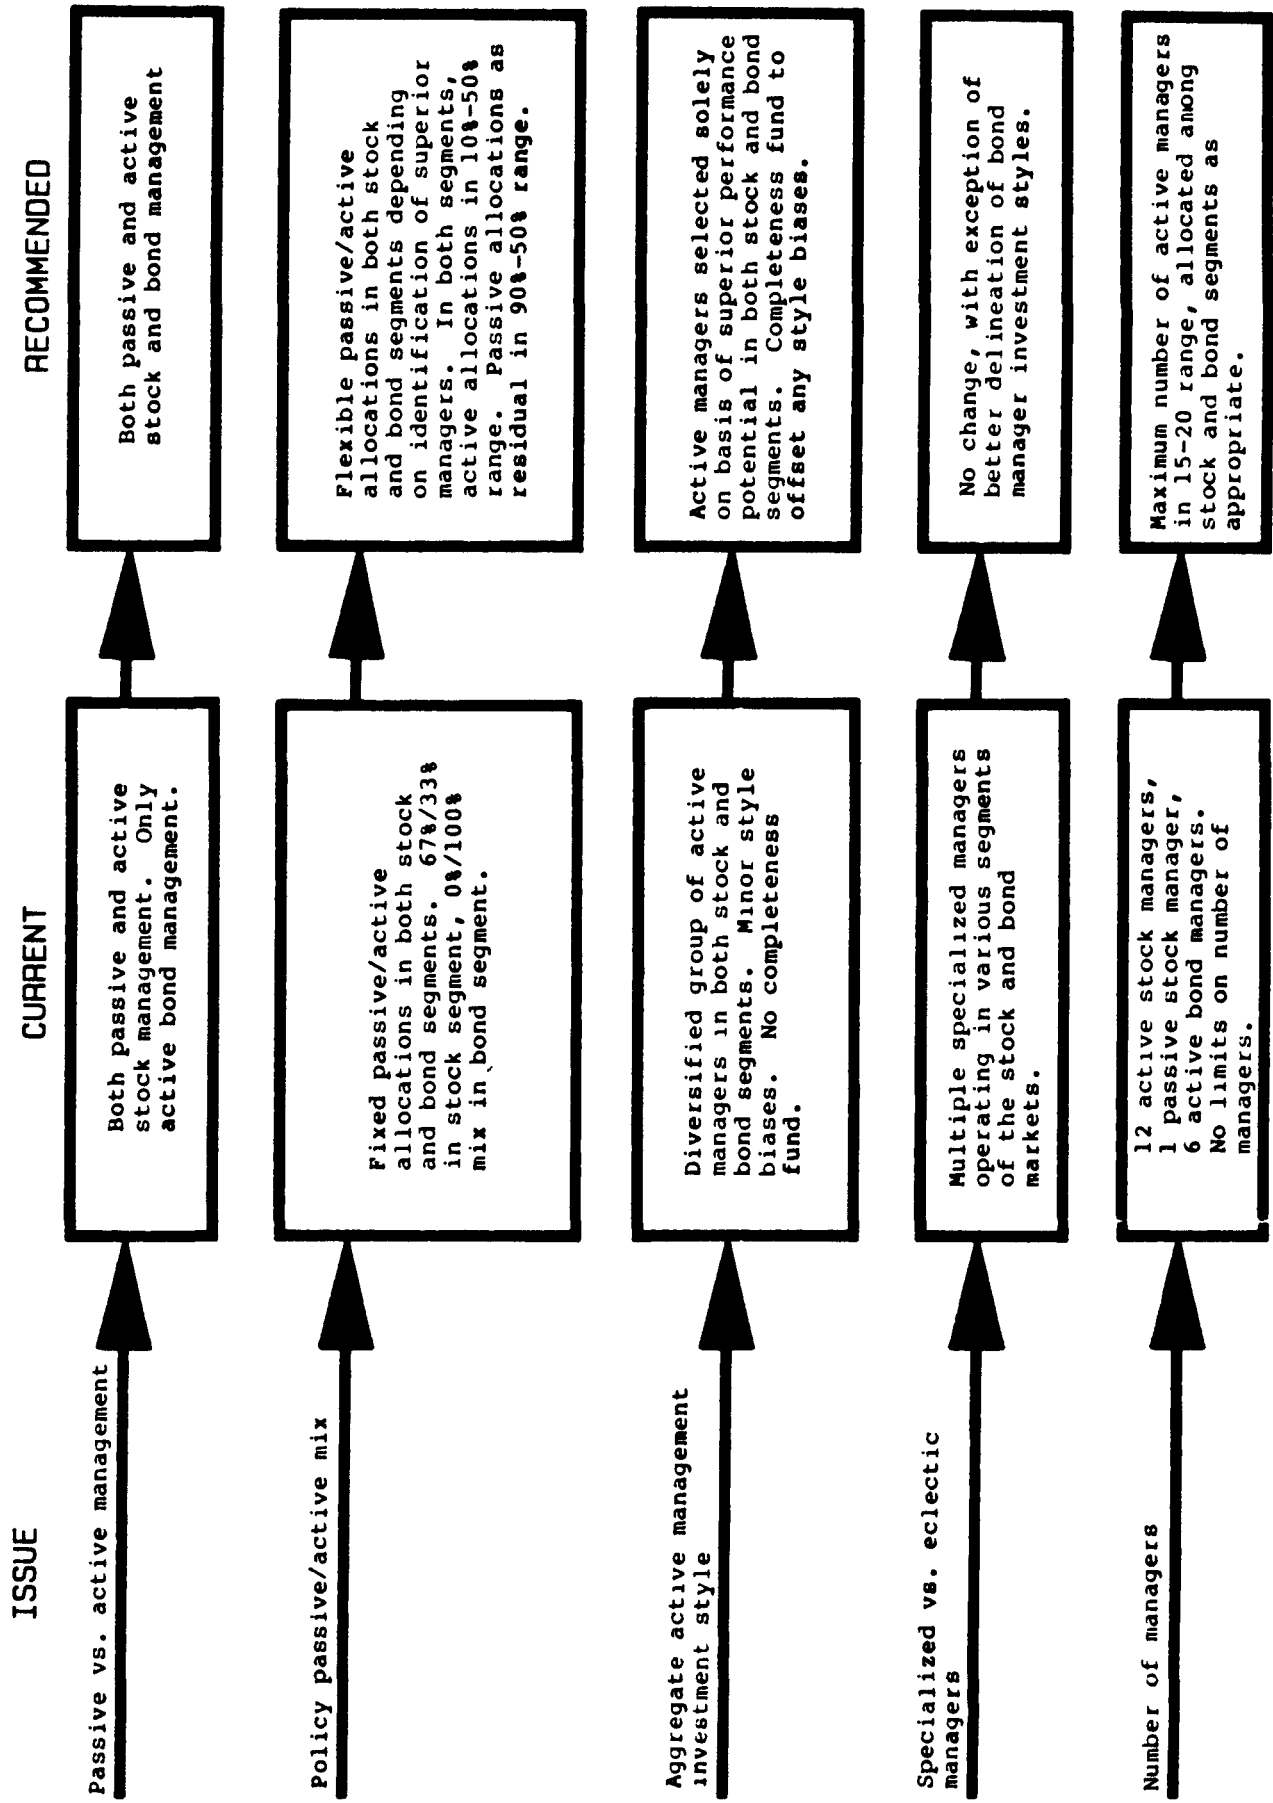 ISSUE
CURRENT
RECOMMENDED
Passive vs. active management
Both passive and active
stock management. Only
active bond management.
Both passive and active
stock and bond management
Policy passive/active mix
Fixed passive/active
allocations in both stock
and bond segments. 67%/33%
in stock segment, 0%/100%
mix in bond segment.
Flexible passive/active
allocations in both stock
and bond segments depending
on identification of superior
managers. In both segments,
active allocations in 10%-50%
range. Passive allocations as
residual in 90%-50% range.
Aggregate active management
investment style
Diversified group of active
managers in both stock and
bond segments. Minor style
biases. No completeness
fund.
Active managers selected solely
on basis of superior performance
potential in both stock and bond
segments. Completeness fund to
offset any style biases.
Specialized vs. eclectic
managers
Multiple specialized managers
operating in various segments
of the stock and bond
markets.
No change, with exception of
better delineation of bond
manager investment styles.
Number of managers
12 active stock managers,
1 passive stock manager,
6 active bond managers.
No limits on number of
managers.
Maximum number of active managers
in 15-20 range, allocated among
stock and bond segments as
appropriate.